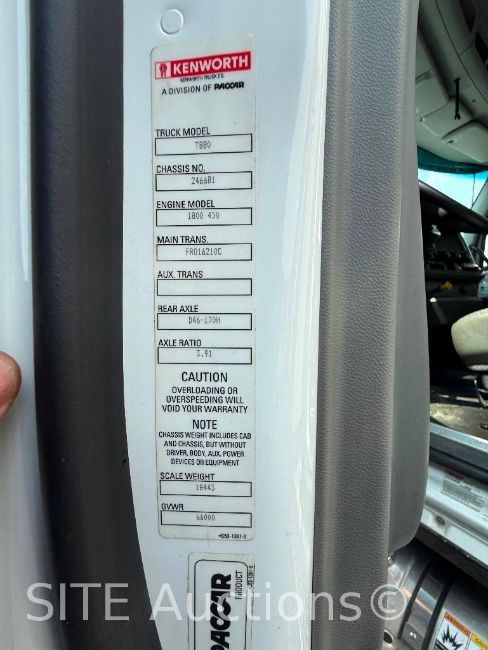 KENWORTH
KENWORTH TRUCK CO.
A DIVISION OF PACCAR
TRUCK MODEL
T880
CHASSIS NO.
246681
ENGINE MODEL
1800 450
MAIN TRANS.
FRO16210C
AUX. TRANS
REAR AXLE
D46-170H
AXLE RATIO
3.91
CAUTION
OVERLOADING OR
OVERSPEEDING WILL
VOID YOUR WARRANTY
NOTE
CHASSIS WEIGHT INCLUDES CAB
AND CHASSIS, BUT WITHOUT
DRIVER, BODY, AUX. POWER
DEVICES OR EQUIPMENT
SCALE WEIGHT
18443
GVWR
66000
PACCAR
PRODUCT
SITE Auctions©